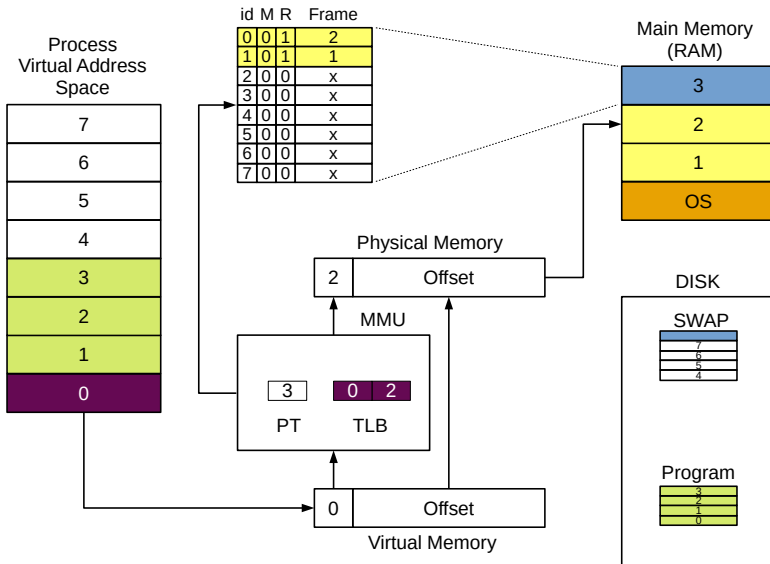 id M R Frame
0 0 1 2
1 0 1 1
2 0 0 x
3 0 0 x
4 0 0 x
5 0 0 x
6 0 0 x
7 0 0 x
Process
Virtual Address
Space
7
6
5
4
3
2
1
0
Main Memory
(RAM)
3
2
1
OS
Physical Memory
2 Offset
MMU
3
0 2
PT TLB
0 Offset
Virtual Memory
DISK
SWAP
7
6
5
4
Program
3
2
1
0